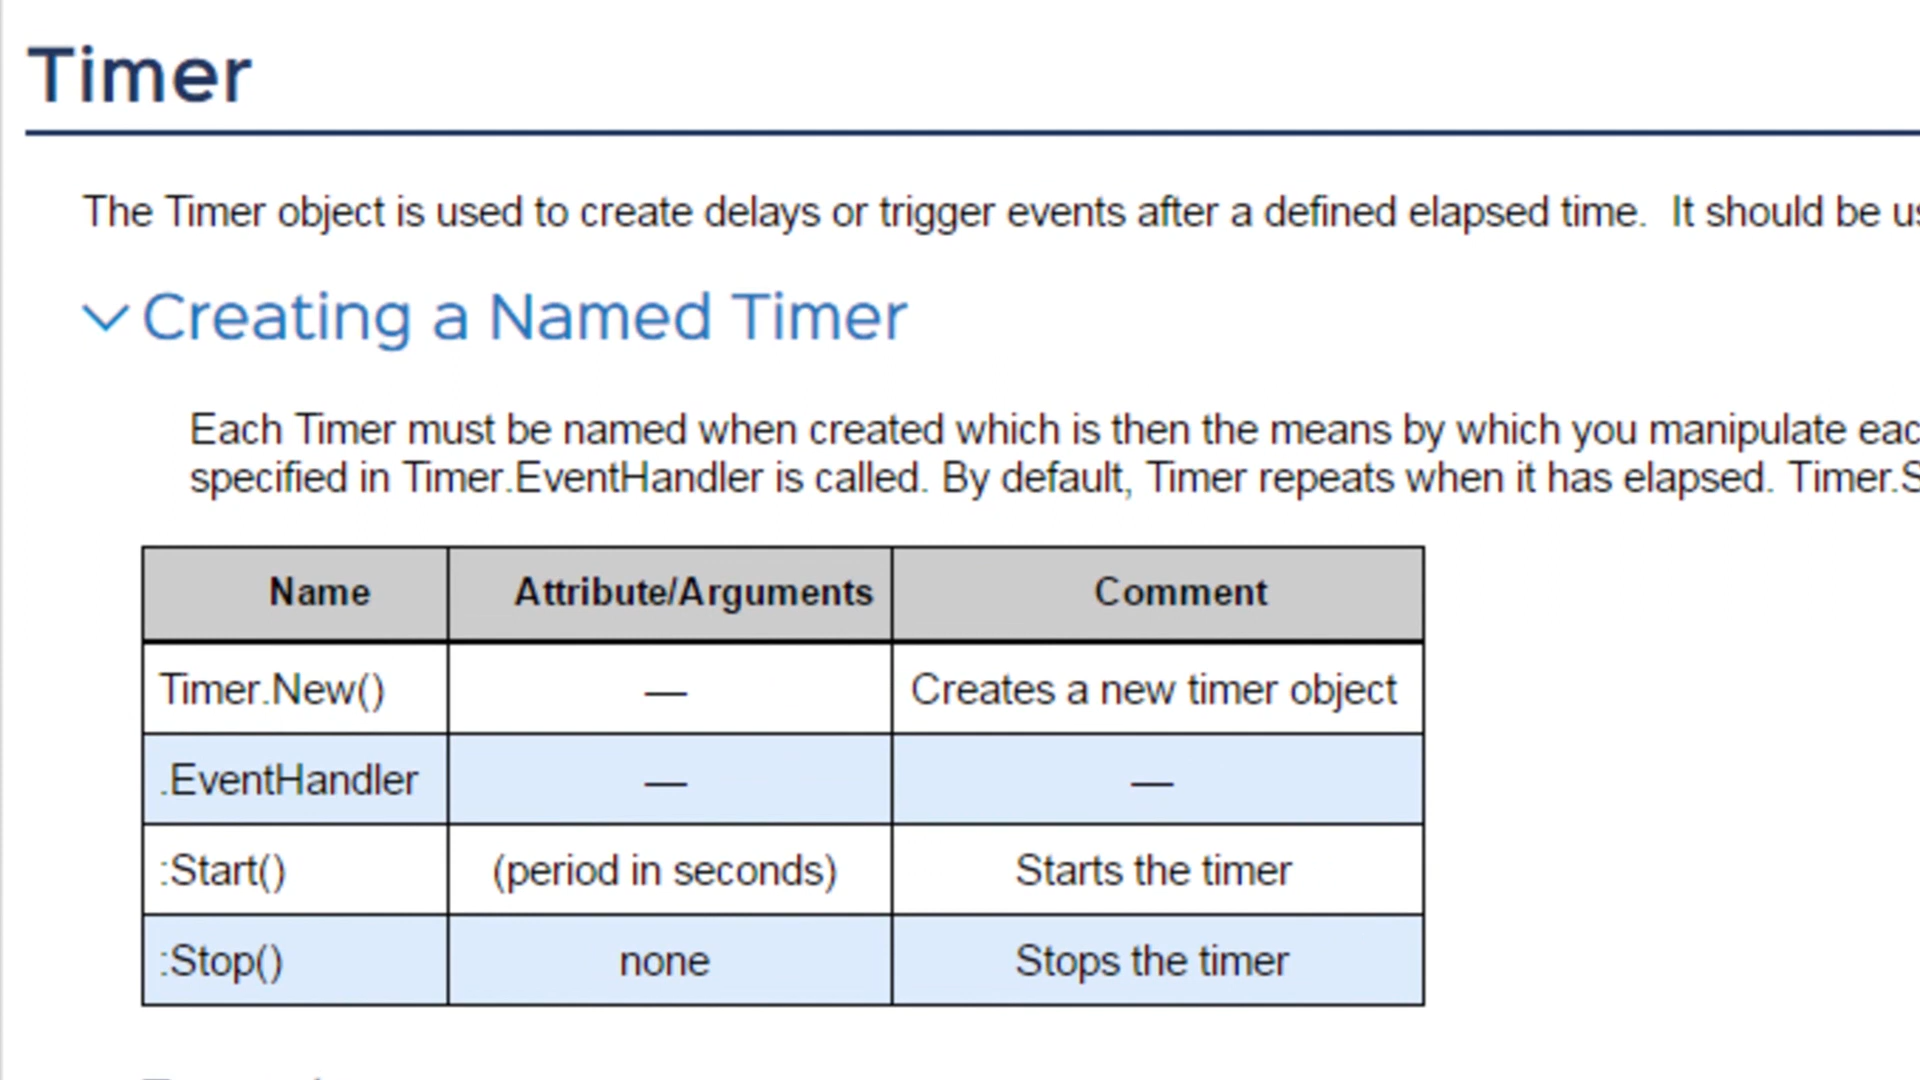 Timer
The Timer object is used to create delays or trigger events after a defined elapsed time. It should be
Creating a Named Timer
Each Timer must be named when created which is then the means by which you manipulate
specified in Timer.EventHandler is called. By default, Timer repeats when it has elapsed.
Name Attribute/Arguments Comment
Timer.New() — Creates a new timer object
.EventHandler — —
:Start() (period in seconds) Starts the timer
:Stop() none Stops the timer